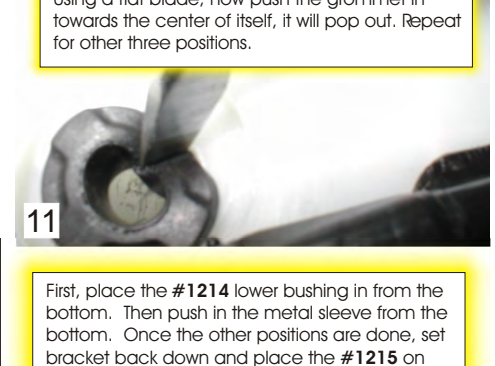 Using a flat blade, now push the grommet in
towards the center of itself, it will pop out. Repeat
for other three positions.
11
First, place the #1214 lower bushing in from the
bottom. Then push in the metal sleeve from the
bottom. Once the other positions are done, set
bracket back down and place the #1215 on